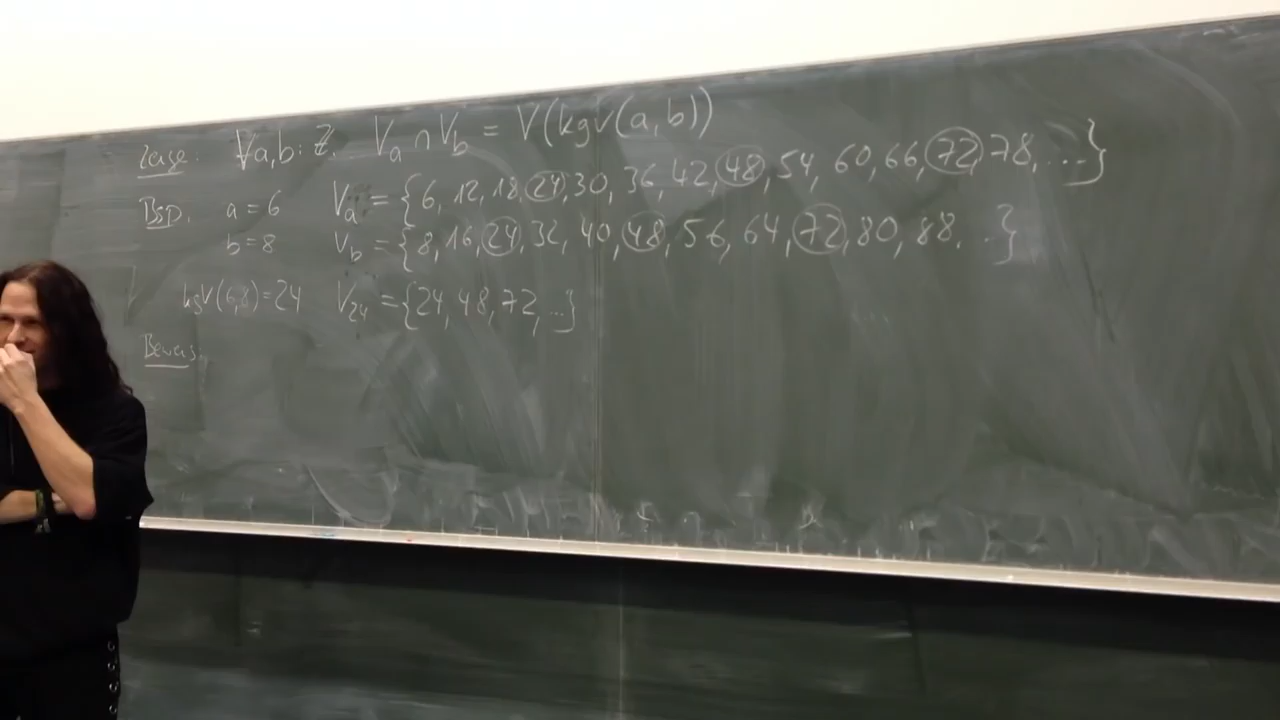 ∀a,b: ℤ. V_a ∩ V_b = V(kgV(a,b))
Bsp. a = 6 V_a = {6, 12, 18, 24, 30, 36, 42, 48, 54, 60, 66, 72, 78, ...}
b = 8 V_b = {8, 16, 24, 32, 40, 48, 56, 64, 72, 80, 88, ..}
kgV(6,8) = 24 V_24 = {24, 48, 72, ...}
Beweis.